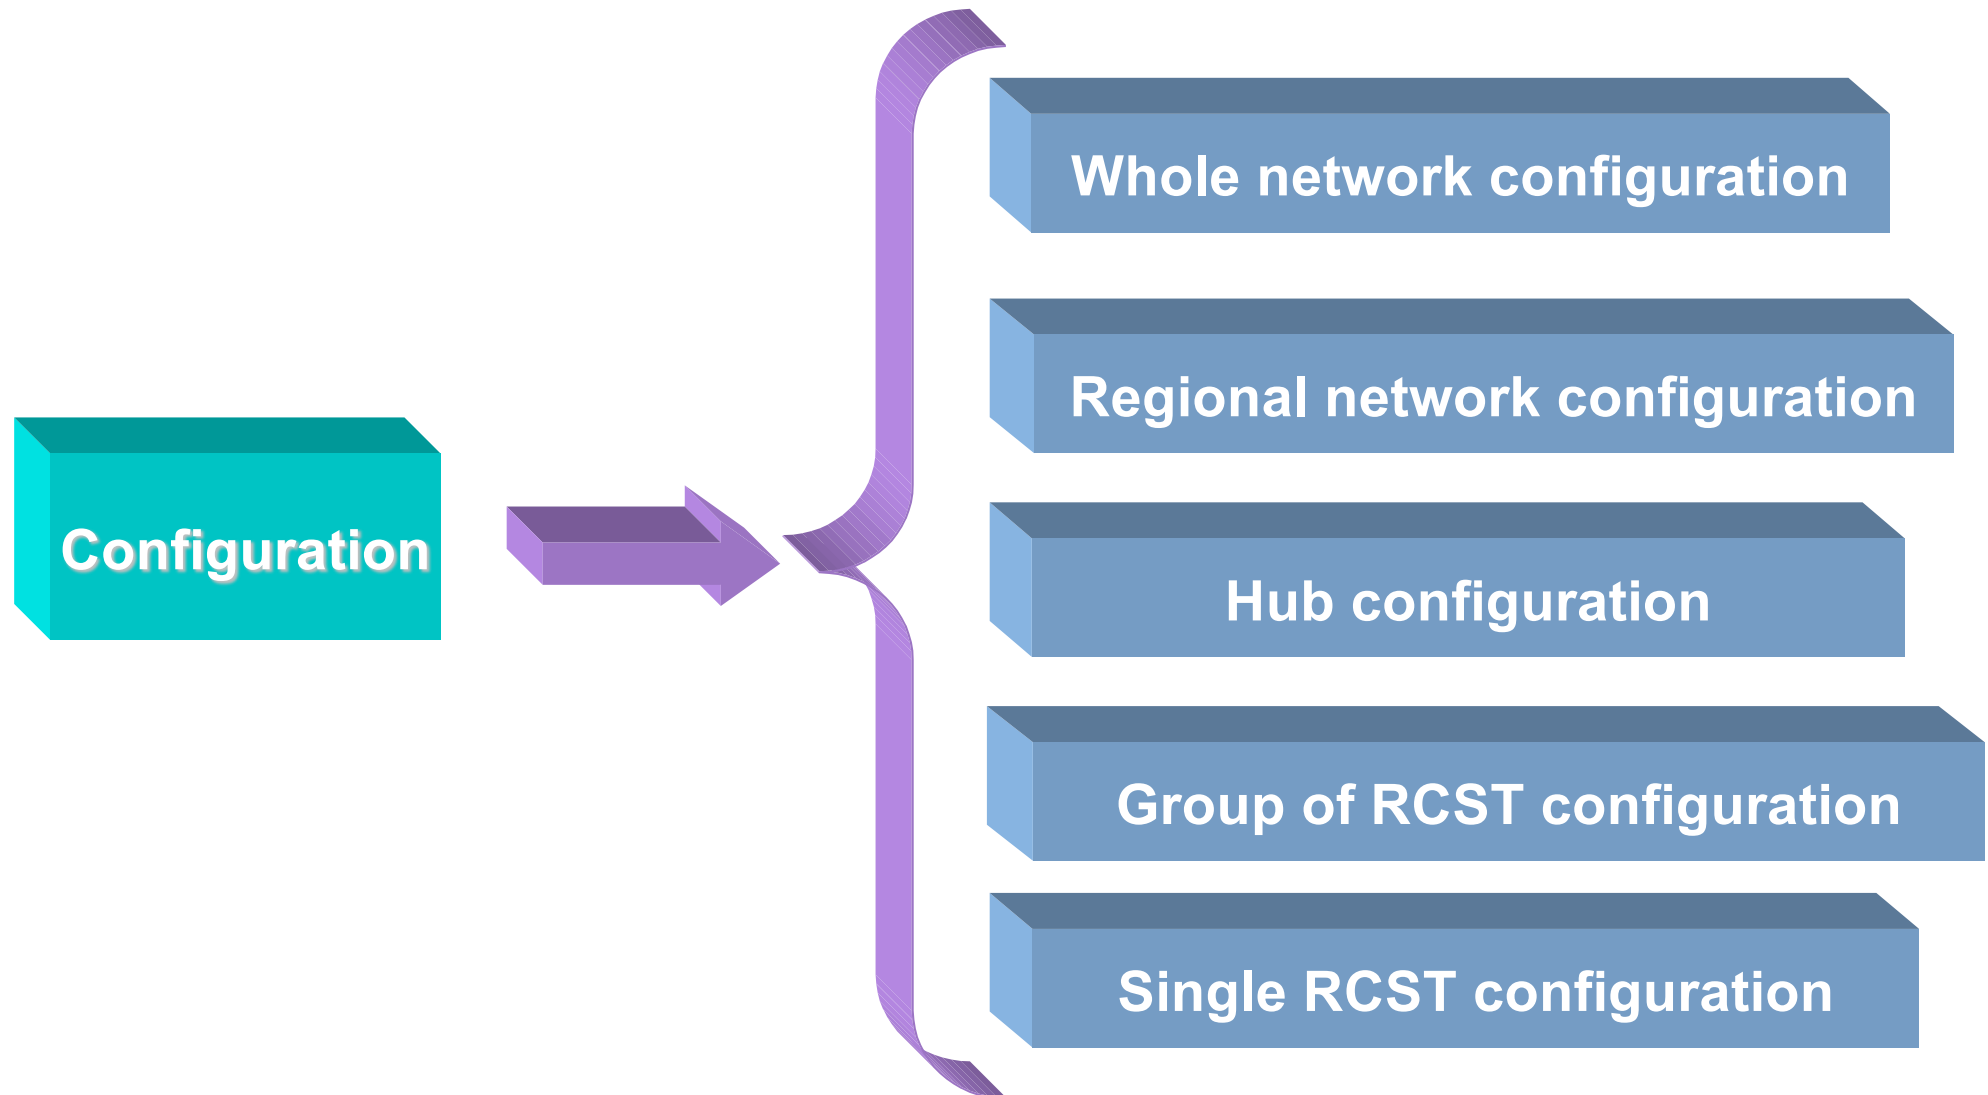 Whole network configuration
Regional network configuration
Configuration
Hub configuration
Group of RCST configuration
Single RCST configuration